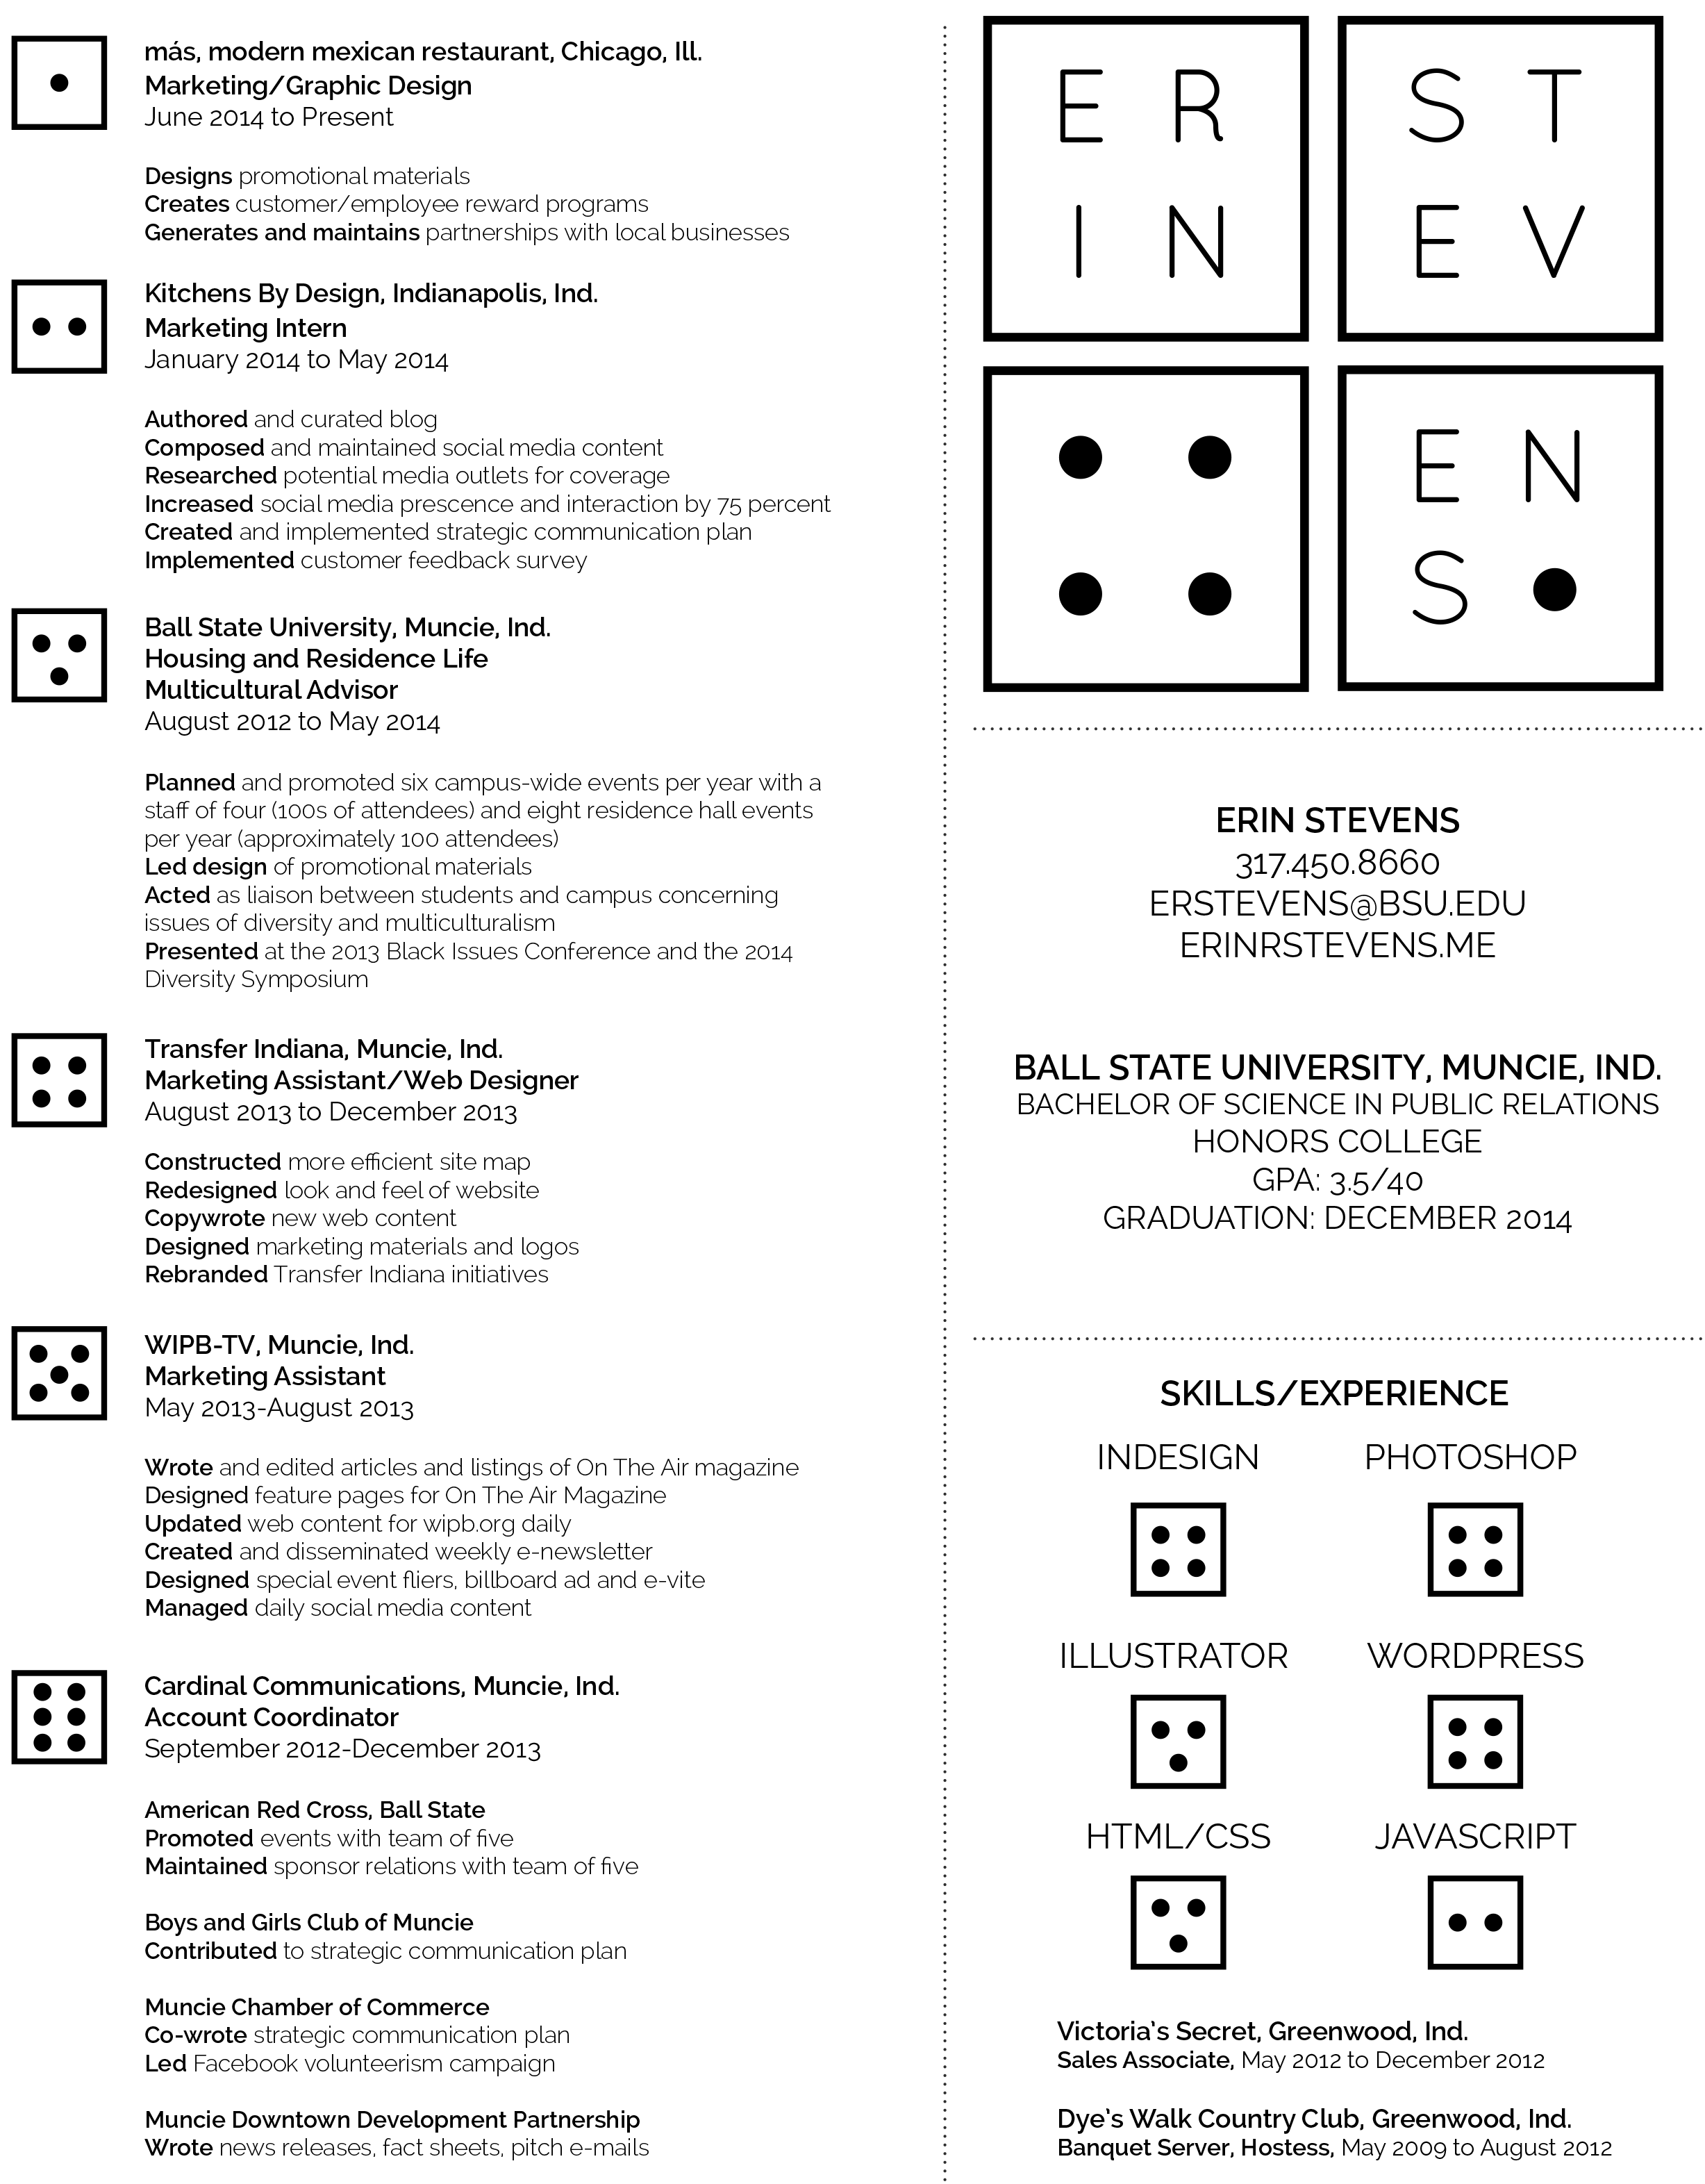 más, modern mexican restaurant, Chicago, Ill.
Marketing/Graphic Design
June 2014 to Present
Designs promotional materials
Creates customer/employee reward programs
Generates and maintains partnerships with local businesses
Kitchens By Design, Indianapolis, Ind.
Marketing Intern
January 2014 to May 2014
Authored and curated blog
Composed and maintained social media content
Researched potential media outlets for coverage
Increased social media prescence and interaction by 75 percent
Created and implemented strategic communication plan
Implemented customer feedback survey
Ball State University, Muncie, Ind.
Housing and Residence Life
Multicultural Advisor
August 2012 to May 2014
Planned and promoted six campus-wide events per year with a
staff of four (100s of attendees) and eight residence hall events
per year (approximately 100 attendees)
Led design of promotional materials
Acted as liaison between students and campus concerning
issues of diversity and multiculturalism
Presented at the 2013 Black Issues Conference and the 2014
Diversity Symposium
Transfer Indiana, Muncie, Ind.
Marketing Assistant/Web Designer
August 2013 to December 2013
Constructed more efficient site map
Redesigned look and feel of website
Copywrote new web content
Designed marketing materials and logos
Rebranded Transfer Indiana initiatives
WIPB-TV, Muncie, Ind.
Marketing Assistant
May 2013-August 2013
Wrote and edited articles and listings of On The Air magazine
Designed feature pages for On The Air Magazine
Updated web content for wipb.org daily
Created and disseminated weekly e-newsletter
Designed special event fliers, billboard ad and e-vite
Managed daily social media content
Cardinal Communications, Muncie, Ind.
Account Coordinator
September 2012-December 2013
American Red Cross, Ball State
Promoted events with team of five
Maintained sponsor relations with team of five
Boys and Girls Club of Muncie
Contributed to strategic communication plan
Muncie Chamber of Commerce
Co-wrote strategic communication plan
Led Facebook volunteerism campaign
Muncie Downtown Development Partnership
Wrote news releases, fact sheets, pitch e-mails
E R
I N
S T
E V
E N
S
ERIN STEVENS
317.450.8660
ERSTEVENS@BSU.EDU
ERINRSTEVENS.ME
BALL STATE UNIVERSITY, MUNCIE, IND.
BACHELOR OF SCIENCE IN PUBLIC RELATIONS
HONORS COLLEGE
GPA: 3.5/40
GRADUATION: DECEMBER 2014
SKILLS/EXPERIENCE
INDESIGN PHOTOSHOP
ILLUSTRATOR WORDPRESS
HTML/CSS JAVASCRIPT
Victoria's Secret, Greenwood, Ind.
Sales Associate, May 2012 to December 2012
Dye's Walk Country Club, Greenwood, Ind.
Banquet Server, Hostess, May 2009 to August 2012